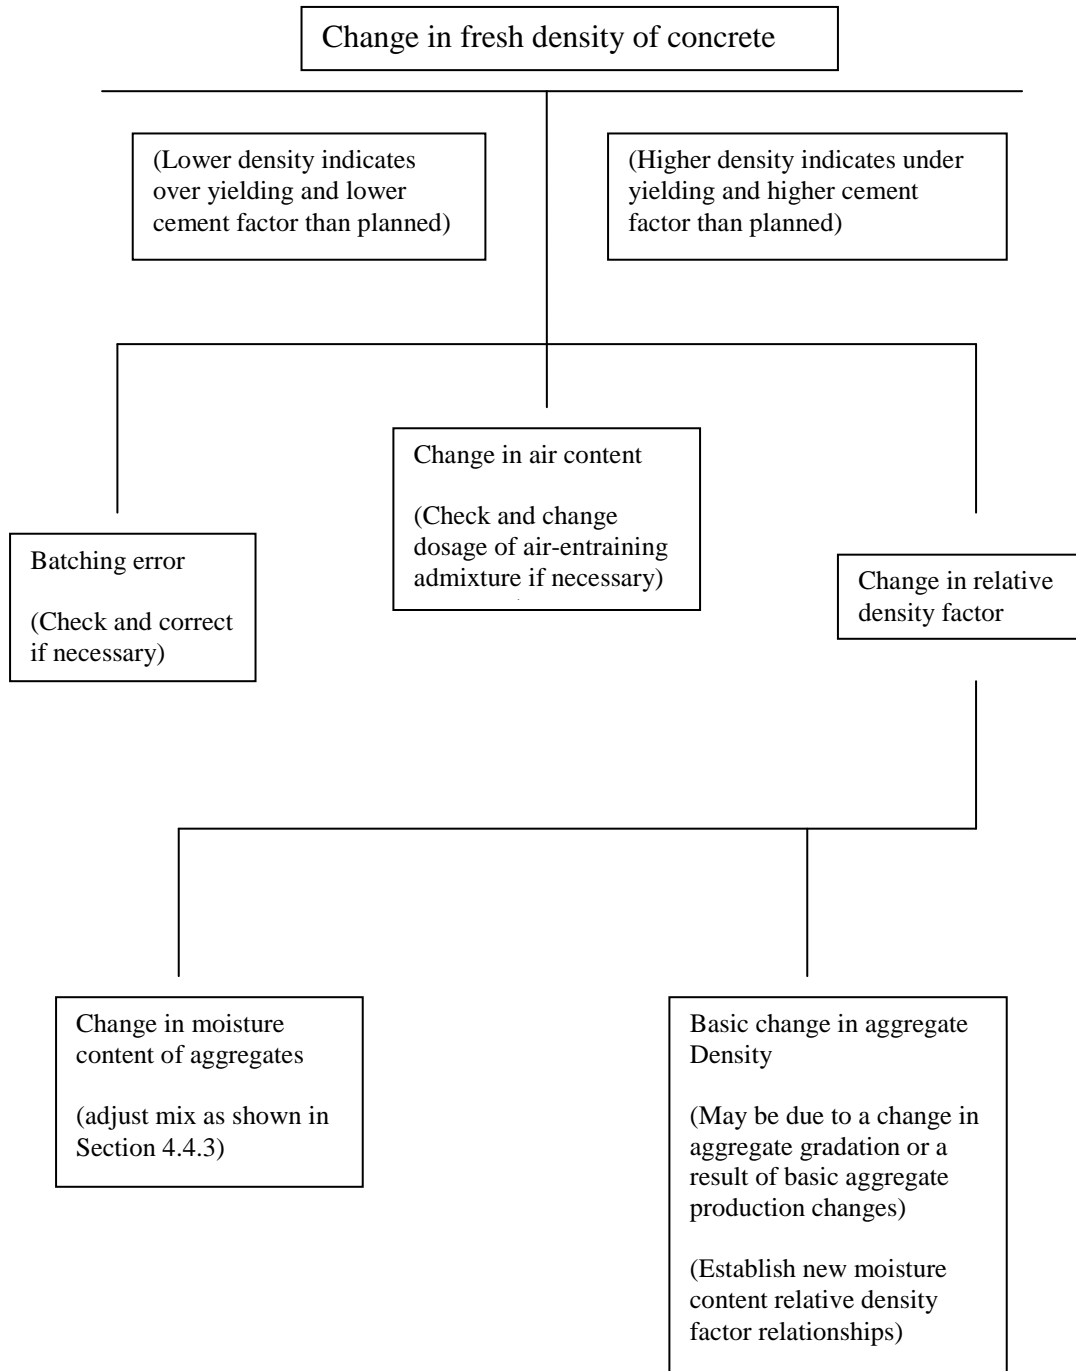 Change in fresh density of concrete
(Lower density indicates
over yielding and lower
cement factor than planned)
(Higher density indicates under
yielding and higher cement
factor than planned)
Change in air content
(Check and change
dosage of air-entraining
admixture if necessary)
Batching error
(Check and correct
if necessary)
Change in relative
density factor
Change in moisture
content of aggregates
(adjust mix as shown in
Section 4.4.3)
Basic change in aggregate
Density
(May be due to a change in
aggregate gradation or a
result of basic aggregate
production changes)
(Establish new moisture
content relative density
factor relationships)